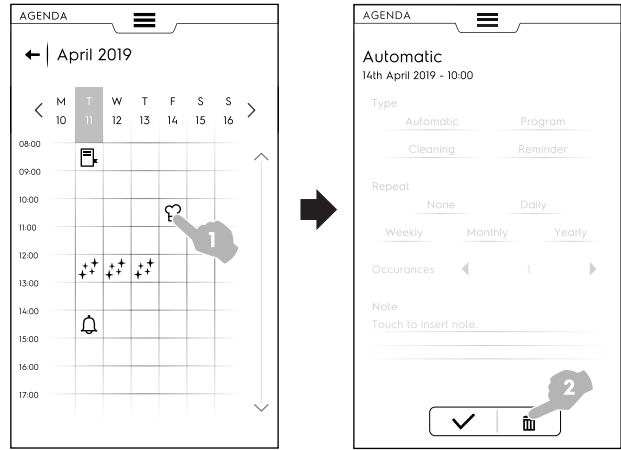 AGENDA
April 2019
M T W T F S S
10 11 12 13 14 15 16
08:00
09:00
10:00
11:00
12:00
13:00
14:00
15:00
16:00
17:00
1
AGENDA
Automatic
14th April 2019 - 10:00
Type
Automatic Program
Cleaning Reminder
Repeat
None Daily
Weekly Monthly Yearly
Occurances 1
Note
Touch to insert note.
2